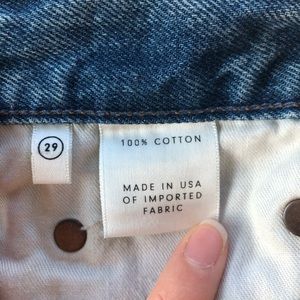 100% COTTON
29
MADE IN USA
OF IMPORTED
FABRIC